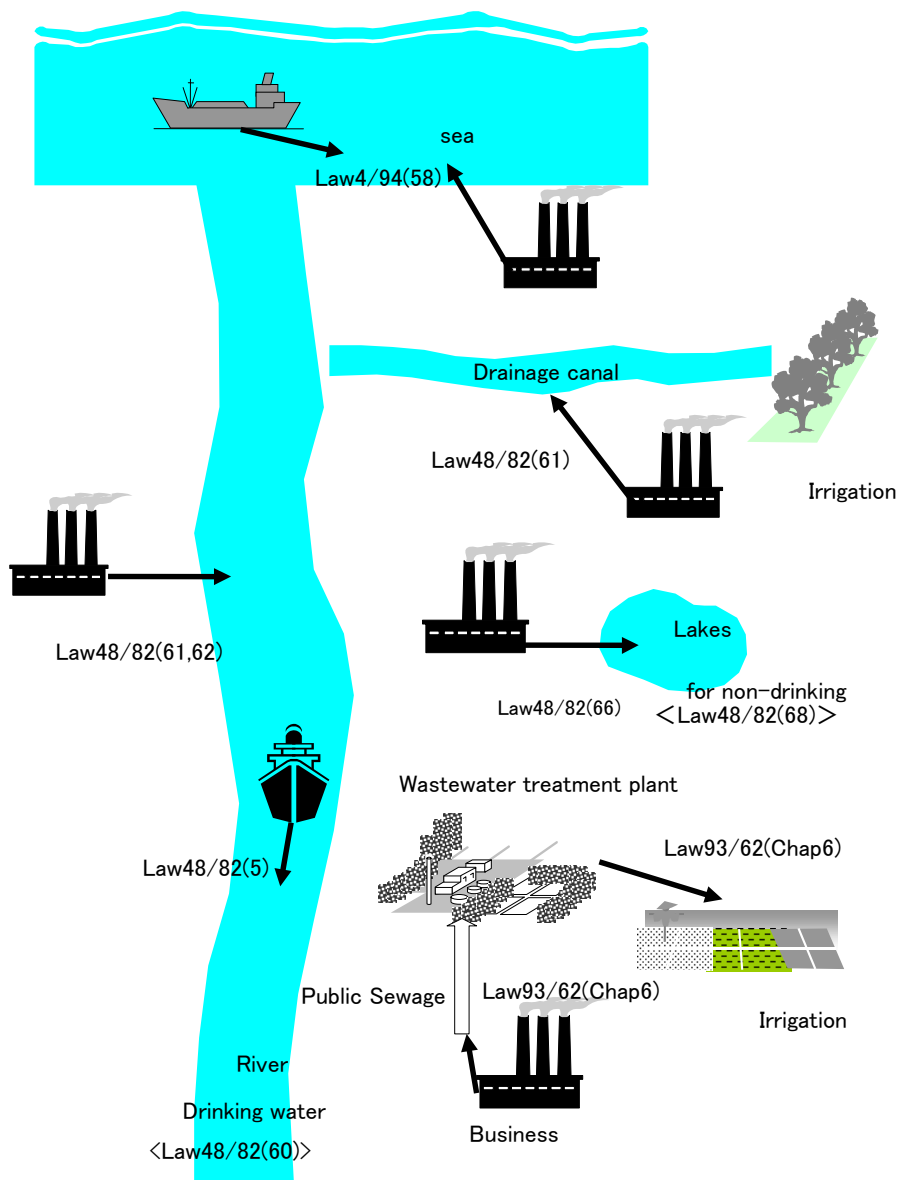 sea
Law4/94(58)
Drainage canal
Law48/82(61)
Irrigation
Law48/82(61,62)
Lakes
for non-drinking
Law48/82(66)
<Law48/82(68)>
Wastewater treatment plant
Law48/82(5)
Law93/62(Chap6)
Public Sewage
Law93/62(Chap6)
Irrigation
River
Drinking water
<Law48/82(60)>
Business